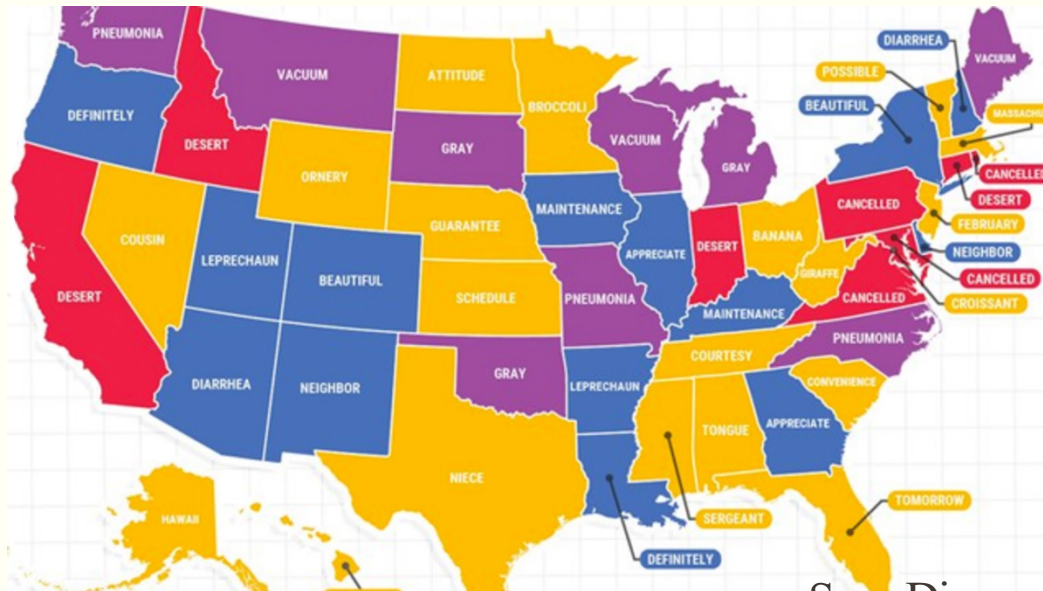 PNEUMONIA
VACUUM
ATTITUDE
BROCCOLI
DIARRHEA
VACUUM
POSSIBLE
BEAUTIFUL
DEFINITELY
DESERT
GRAY
VACUUM
GRAY
CANCELLED
ORNERY
DESERT
GUARANTEE
MAINTENANCE
CANCELLED
FEBRUARY
COUSIN
LEPRECHAUN
BEAUTIFUL
APPRECIATE
DESERT
BANANA
NEIGHBOR
GIRAFFE
CANCELLED
DESERT
SCHEDULE
PNEUMONIA
CANCELLED
CROISSANT
MAINTENANCE
PNEUMONIA
COURTESY
DIARRHEA
NEIGHBOR
GRAY
LEPRECHAUN
CONVENIENCE
TONGUE
APPRECIATE
NIECE
TOMORROW
HAWAII
SERGEANT
DEFINITELY